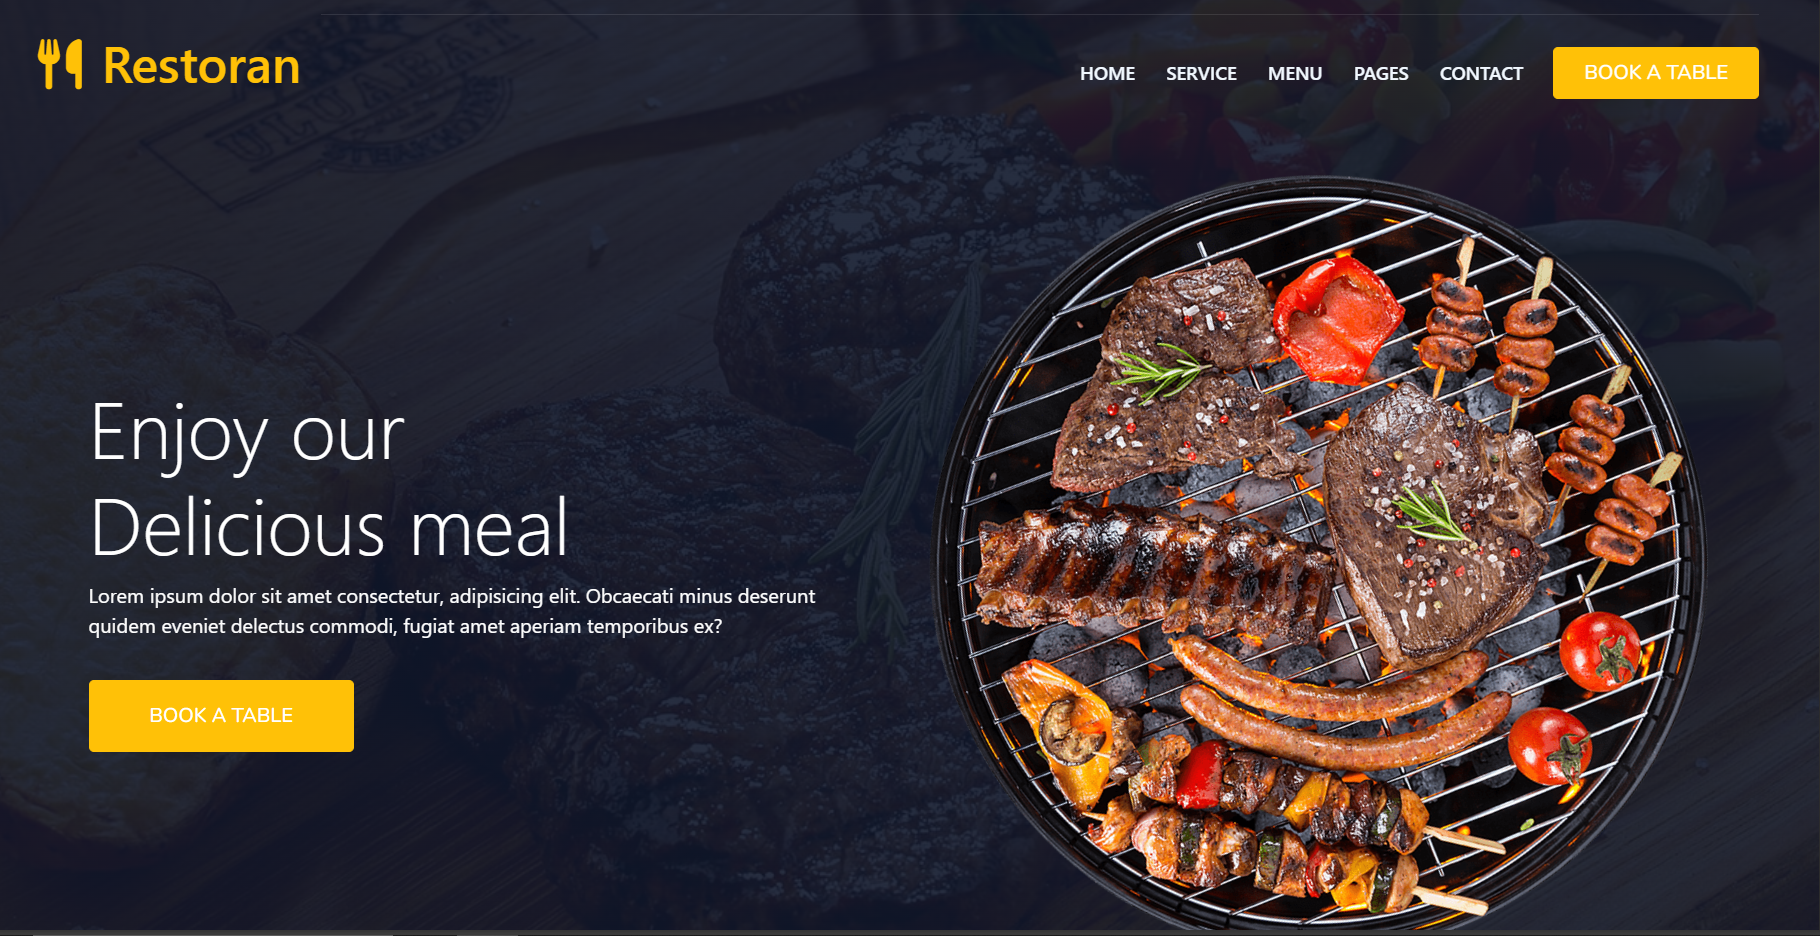 Restoran
HOME SERVICE MENU PAGES CONTACT BOOK A TABLE
Enjoy our
Delicious meal
Lorem ipsum dolor sit amet consectetur, adipisicing elit. Obcaecati minus deserunt
quidem eveniet delectus commodi, fugiat amet aperiam temporibus ex?
BOOK A TABLE